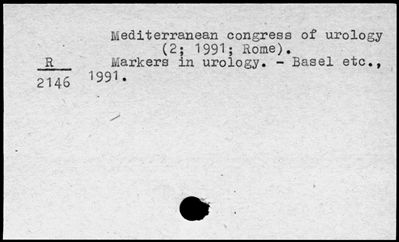 Mediterranean congress of urology
(2; 1991; Rome).
R
2146
Markers in urology. - Basel etc.,
1991.